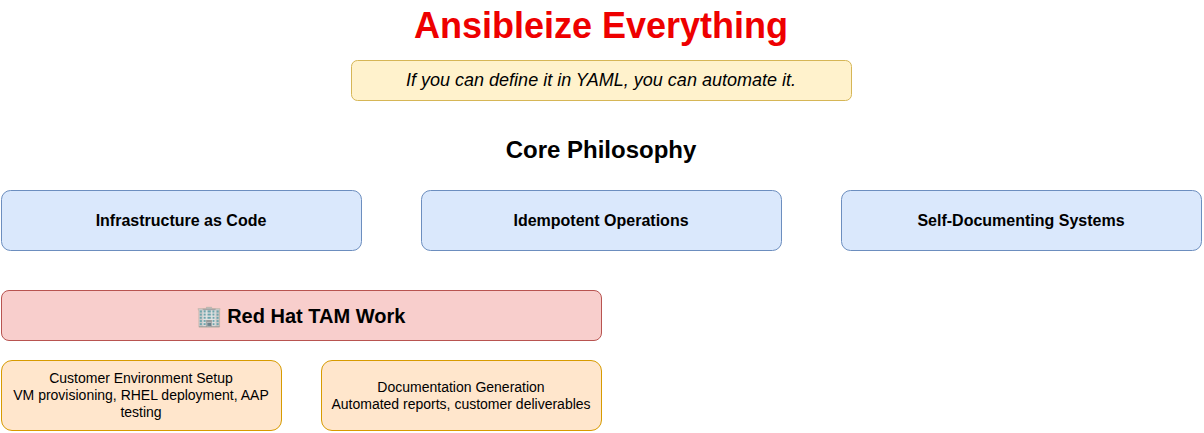 Ansibleize Everything
If you can define it in YAML, you can automate it.
Core Philosophy
Infrastructure as Code
Idempotent Operations
Self-Documenting Systems
🏢 Red Hat TAM Work
Customer Environment Setup
VM provisioning, RHEL deployment, AAP
testing
Documentation Generation
Automated reports, customer deliverables